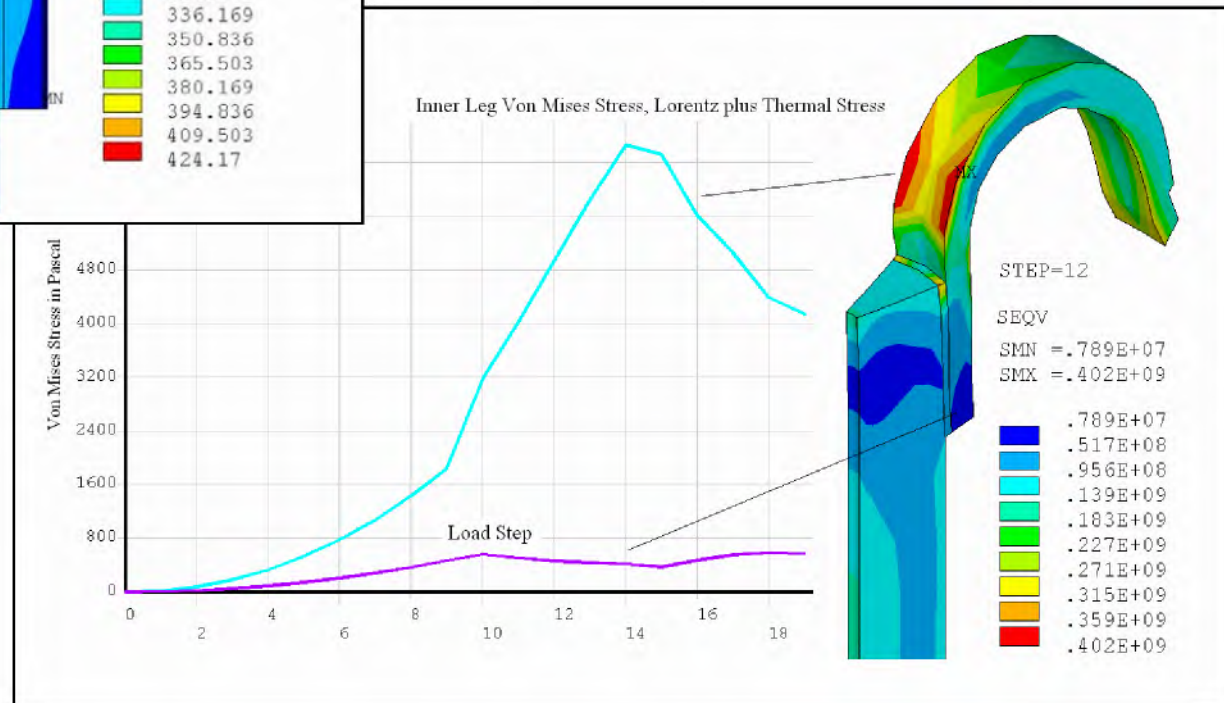 336.169
350.836
365.503
380.169
394.836
409.503
424.17
MN
Inner Leg Von Mises Stress, Lorentz plus Thermal Stress
Von Mises Stress in Pascal
4800
4000
3200
2400
1600
800
0
Load Step
0
2
4
6
8
10
12
14
16
18
MX
STEP=12
SEQV
SMN =.789E+07
SMX =.402E+09
.789E+07
.517E+08
.956E+08
.139E+09
.183E+09
.227E+09
.271E+09
.315E+09
.359E+09
.402E+09